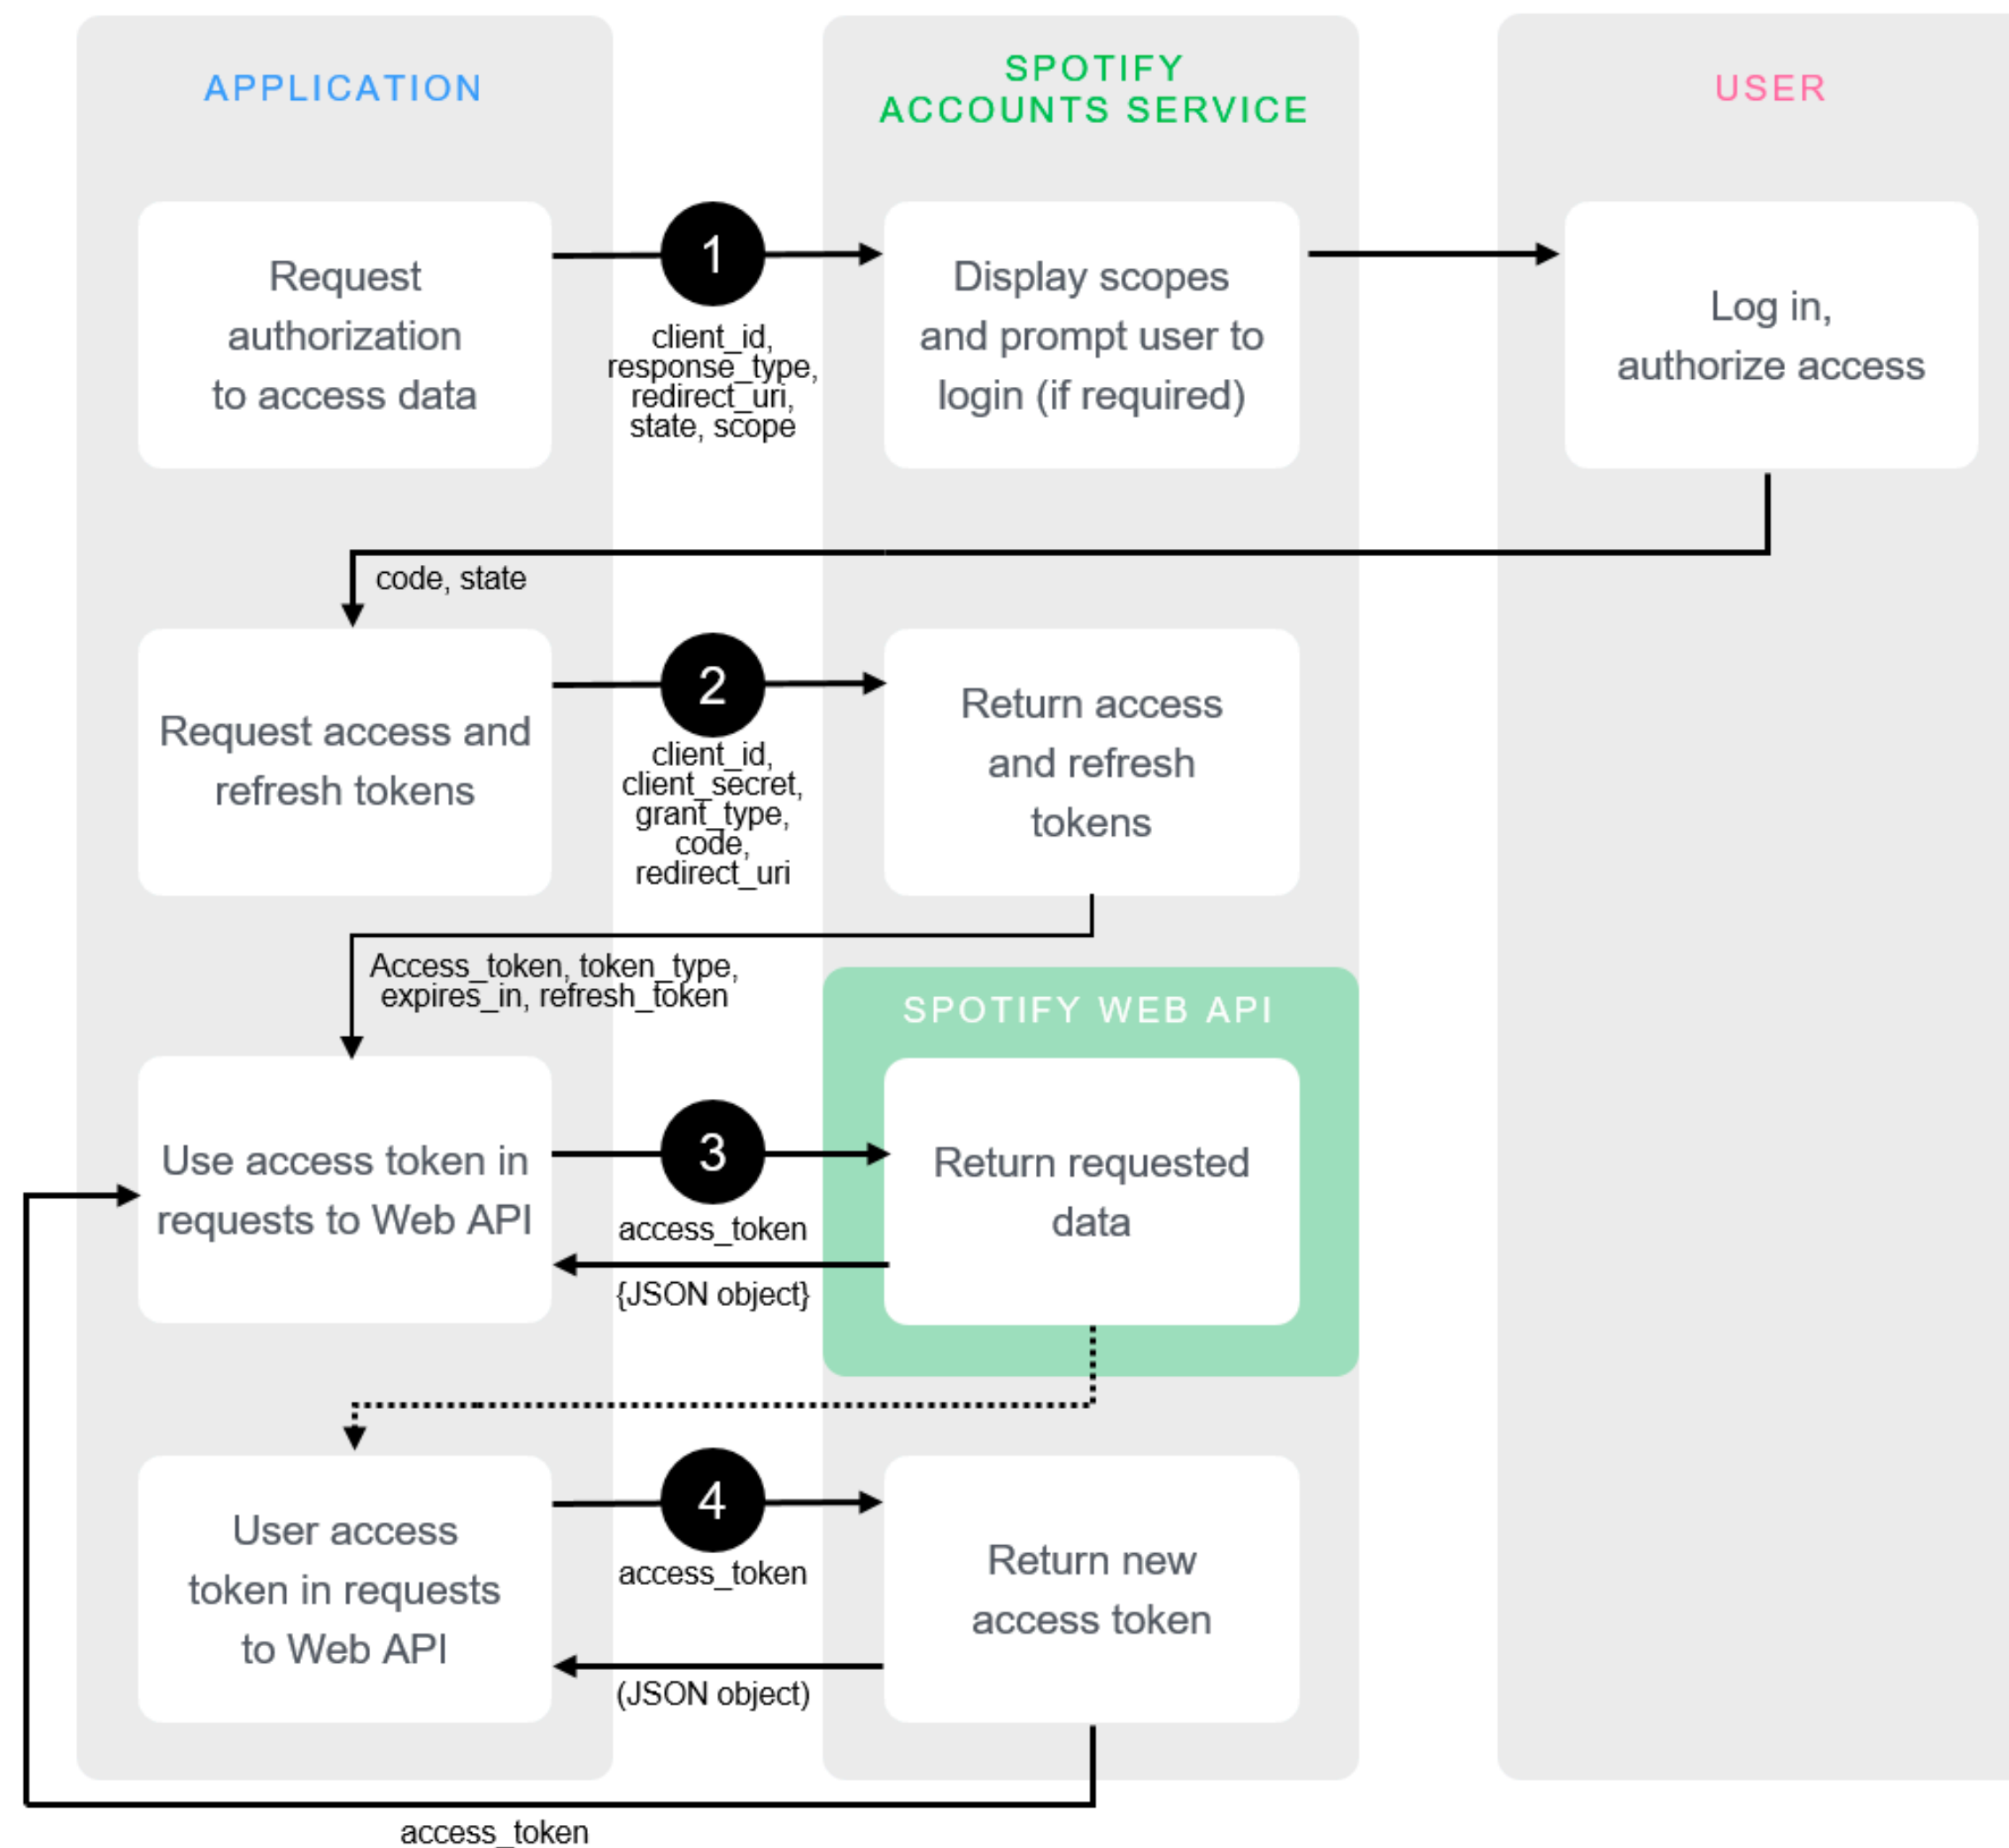 APPLICATION
SPOTIFY
ACCOUNTS SERVICE
USER
Request
authorization
to access data
1
client_id,
response_type,
redirect_uri,
state, scope
Display scopes
and prompt user to
login (if required)
Log in,
authorize access
code, state
Request access and
refresh tokens
2
client_id,
client_secret,
grant_type,
code,
redirect_uri
Return access
and refresh
tokens
Access_token, token_type,
expires_in, refresh_token
SPOTIFY WEB API
Use access token in
requests to Web API
3
access_token
{JSON object}
Return requested
data
User access
token in requests
to Web API
4
access_token
(JSON object)
Return new
access token
access_token